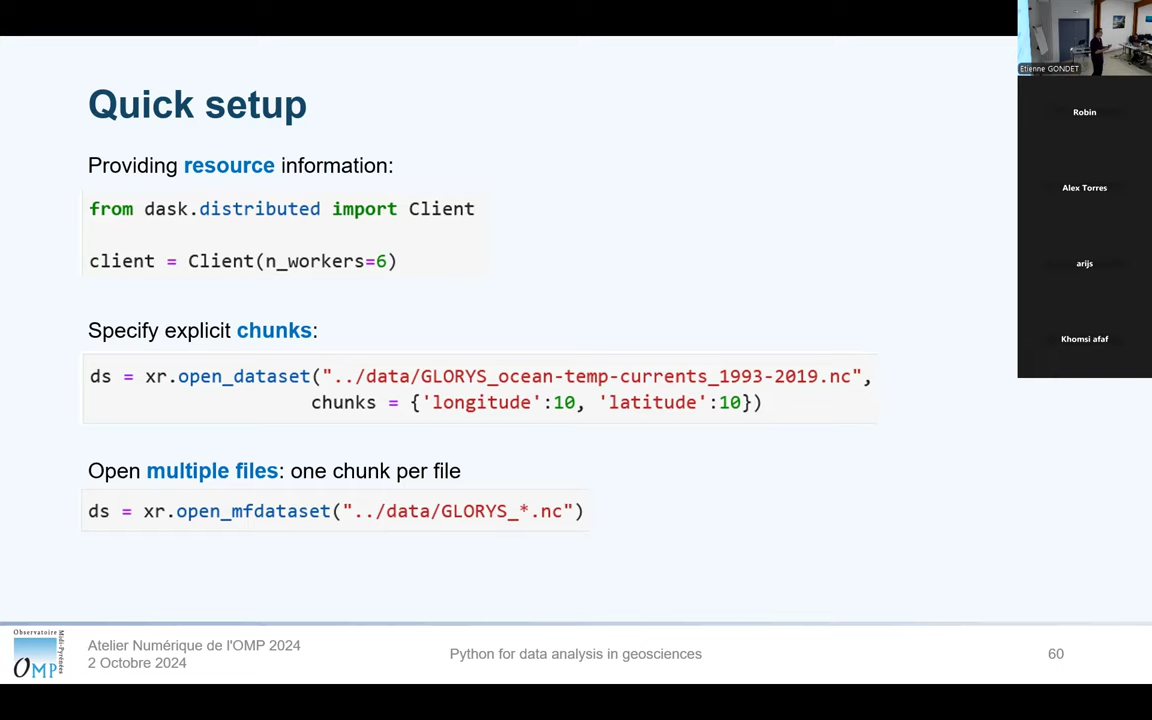 Quick setup
Providing resource information:
from dask.distributed import Client
client = Client(n_workers=6)
Specify explicit chunks:
ds = xr.open_dataset("../data/GLORYS_ocean-temp-currents_1993-2019.nc",
chunks = {'longitude':10, 'latitude':10})
Open multiple files: one chunk per file
ds = xr.open_mfdataset("../data/GLORYS_*.nc")
Observatoire
Midi-Pyrénées
OMP
Atelier Numérique de l'OMP 2024
2 Octobre 2024
Python for data analysis in geosciences
60
Etienne GONDET
Robin
Alex Torres
arijs
Khomsi afaf